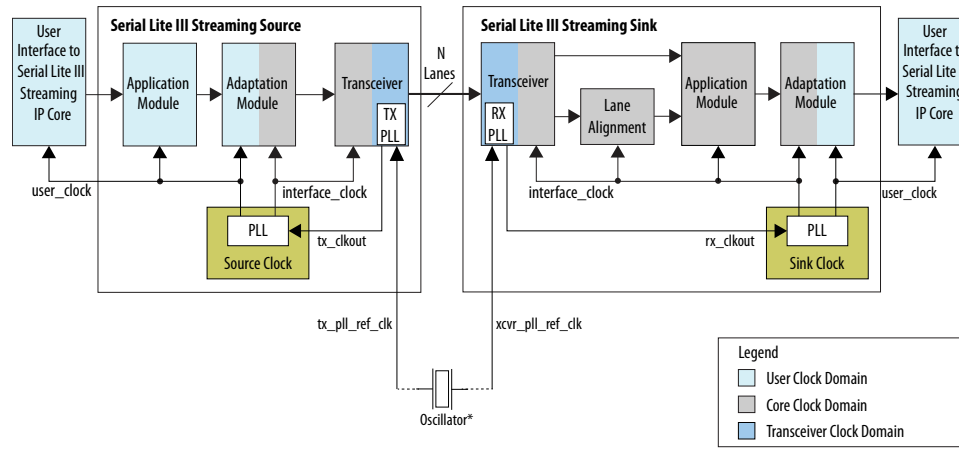 User
Interface to
Serial Lite III
Streaming
IP Core
Serial Lite III Streaming Source
Application
Module
Adaptation
Module
Transceiver
TX
PLL
user_clock
interface_clock
PLL
Source Clock
tx_clkout
N
Lanes
Serial Lite III Streaming Sink
Transceiver
RX
PLL
Lane
Alignment
Application
Module
Adaptation
Module
interface_clock
rx_clkout
PLL
Sink Clock
user_clock
User
Interface t
Serial Lite
Streaming
IP Core
tx_pll_ref_clk
xcvr_pll_ref_clk
Oscillator*
Legend
User Clock Domain
Core Clock Domain
Transceiver Clock Domain